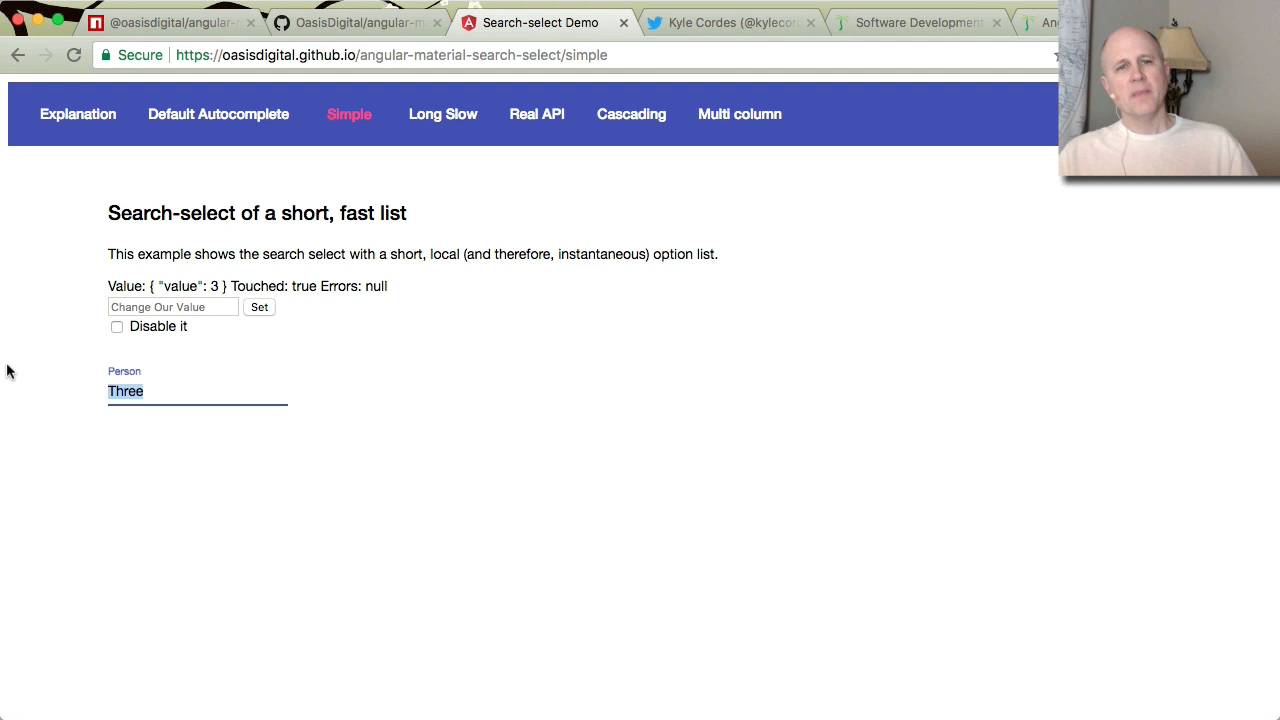 @oasisdigital/angular-
OasisDigital/angular-m
Search-select Demo
Kyle Cordes (@kyleco
Software Development
An
Secure
https://oasisdigital.github.io/angular-material-search-select/simple
Explanation
Default Autocomplete
Simple
Long Slow
Real API
Cascading
Multi column
Search-select of a short, fast list
This example shows the search select with a short, local (and therefore, instantaneous) option list.
Value: { "value": 3 } Touched: true Errors: null
Change Our Value
Set
Disable it
Person
Three